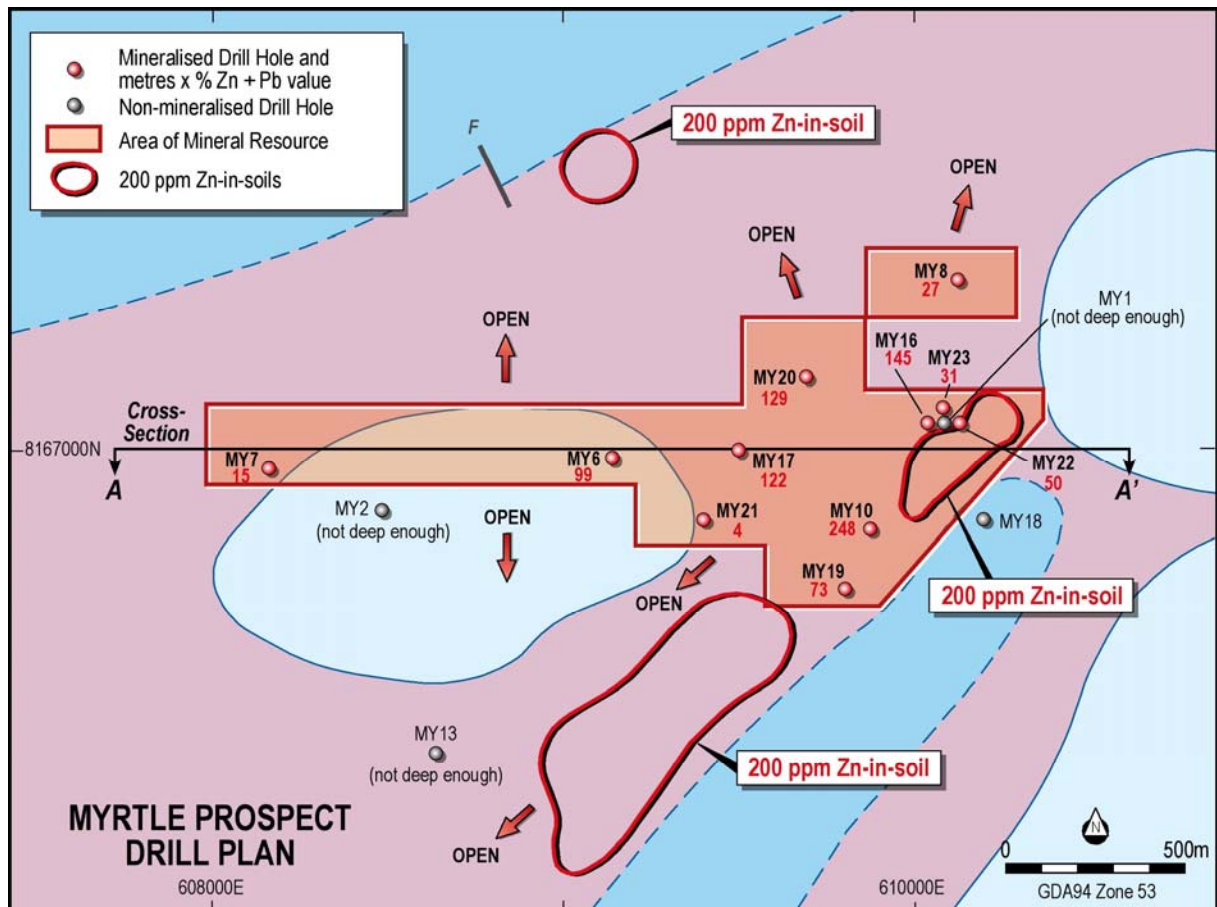 Mineralised Drill Hole and
metres x % Zn + Pb value
Non-mineralised Drill Hole
Area of Mineral Resource
200 ppm Zn-in-soils
F
200 ppm Zn-in-soil
OPEN
OPEN
OPEN
MY8
27
MY1
(not deep enough)
MY16
145
MY23
31
MY20
129
Cross-
Section
8167000N
A
A'
MY7
15
MY6
99
MY17
122
MY22
50
MY2
(not deep enough)
OPEN
MY21
4
MY10
248
MY18
MY19
73
200 ppm Zn-in-soil
OPEN
MY13
(not deep enough)
200 ppm Zn-in-soil
OPEN
MYRTLE PROSPECT
DRILL PLAN
608000E
610000E
N
0
500m
GDA94 Zone 53